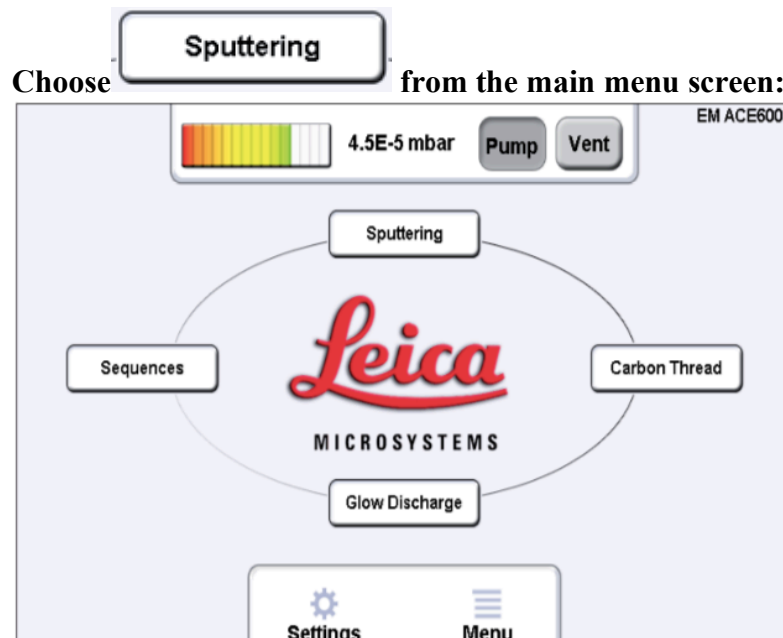 Sputtering
Choose from the main menu screen:
EM ACE600
4.5E-5 mbar Pump Vent
Sputtering
Sequences Leica Carbon Thread
MICROSYSTEMS
Glow Discharge
Settings Menu